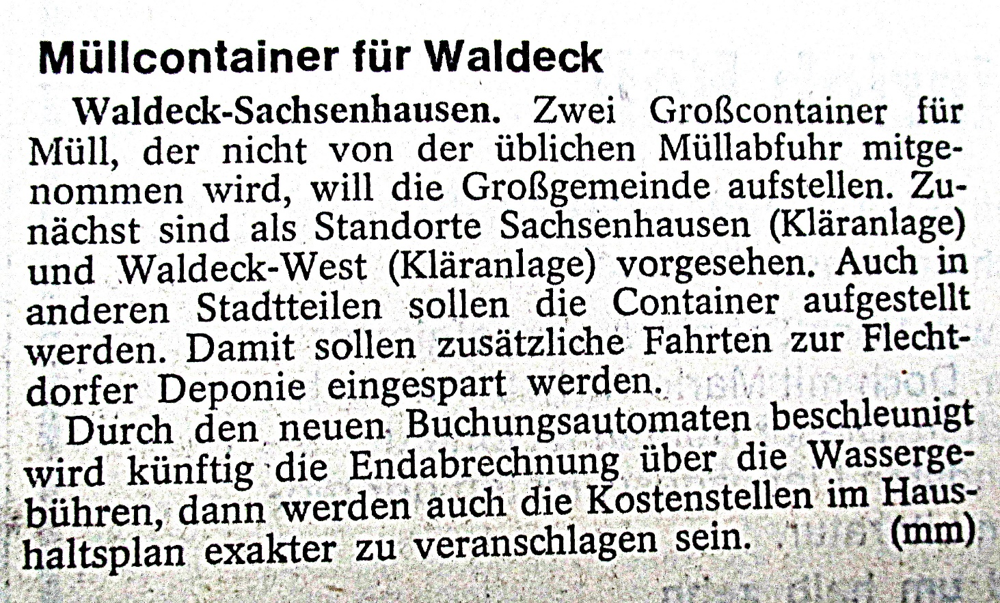 Müllcontainer für Waldeck
Waldeck-Sachsenhausen. Zwei Großcontainer für
Müll, der nicht von der üblichen Müllabfuhr mitge-
nommen wird, will die Großgemeinde aufstellen. Zu-
nächst sind als Standorte Sachsenhausen (Kläranlage)
und Waldeck-West (Kläranlage) vorgesehen. Auch in
anderen Stadtteilen sollen die Container aufgestellt
werden. Damit sollen zusätzliche Fahrten zur Flecht-
dorfer Deponie eingespart werden.
Durch den neuen Buchungsautomaten beschleunigt
wird künftig die Endabrechnung über die Wasserge-
bühren, dann werden auch die Kostenstellen im Haus-
haltsplan exakter zu veranschlagen sein. (mm)